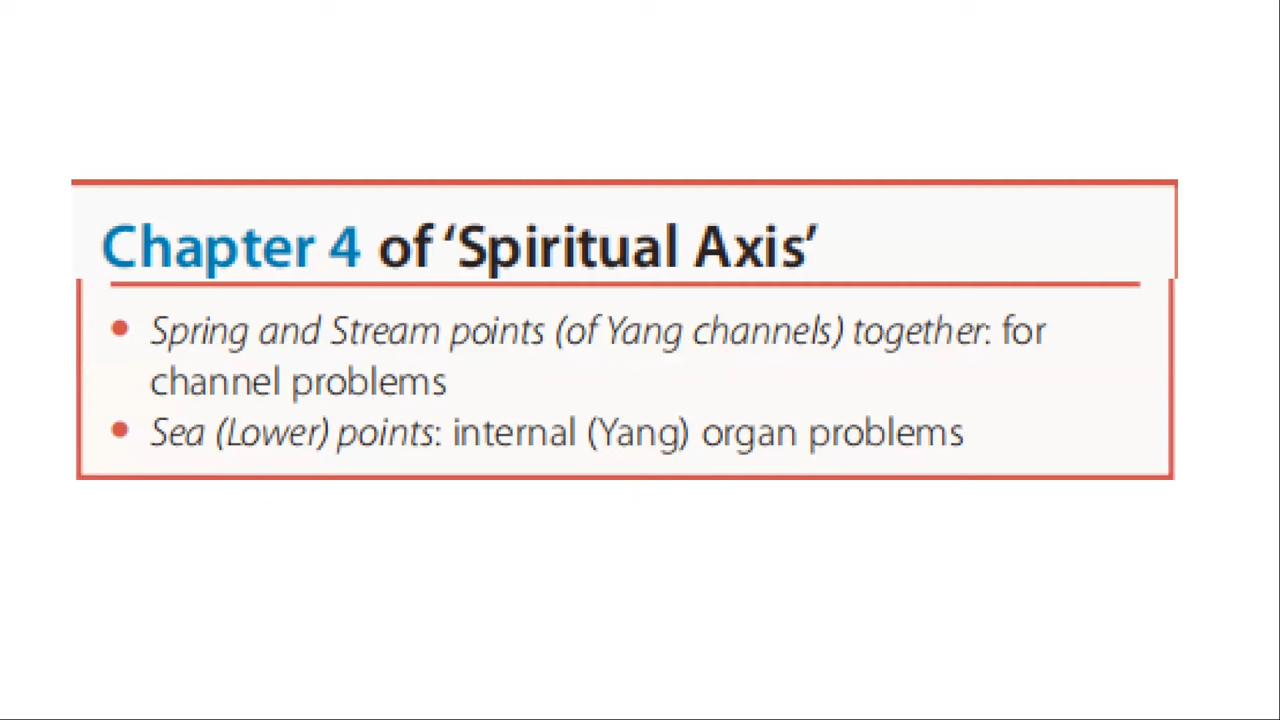 Chapter 4 of ‘Spiritual Axis’
• Spring and Stream points (of Yang channels) together: for
channel problems
• Sea (Lower) points: internal (Yang) organ problems